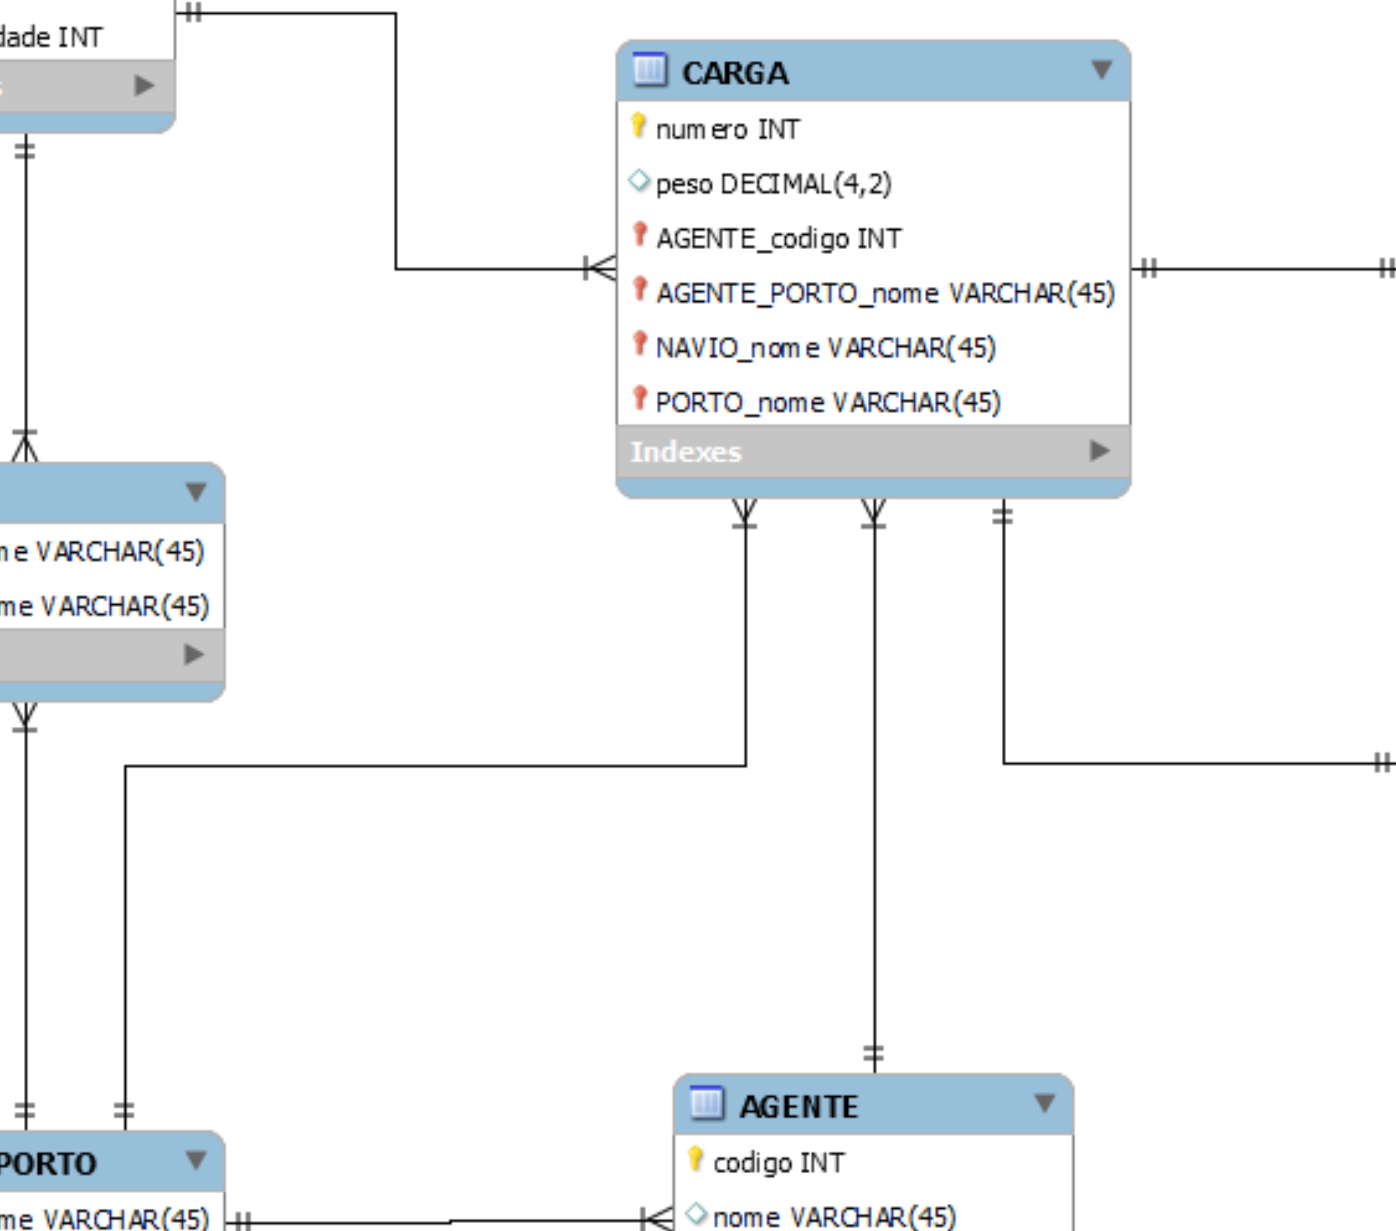 dade INT
CARGA
numero INT
peso DECIMAL(4,2)
AGENTE_codigo INT
AGENTE_PORTO_nome VARCHAR(45)
NAVIO_nome VARCHAR(45)
PORTO_nome VARCHAR(45)
Indexes
me VARCHAR(45)
me VARCHAR(45)
PORTO
me VARCHAR(45)
AGENTE
codigo INT
nome VARCHAR(45)